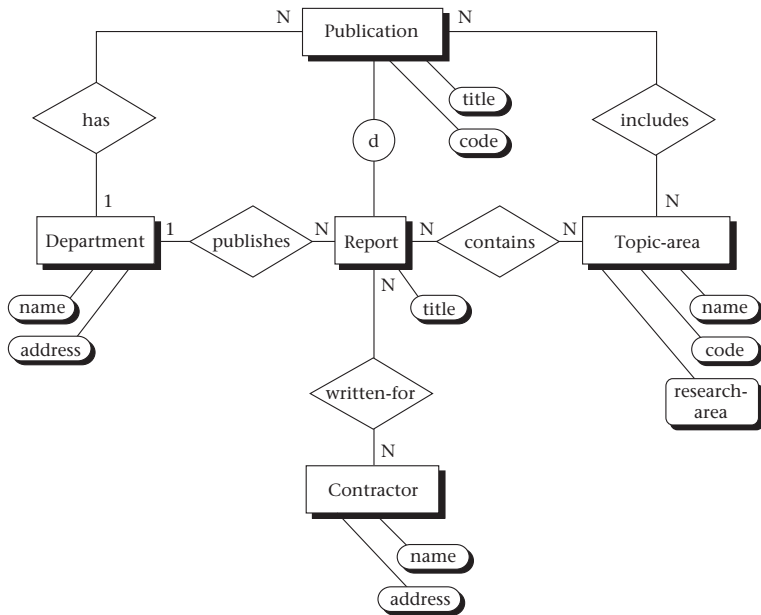 N
Publication
N
title
has
d
includes
code
1
N
Department
1
publishes
N
Report
N
contains
N
Topic-area
N
name
title
name
address
code
written-for
research-
area
N
Contractor
name
address